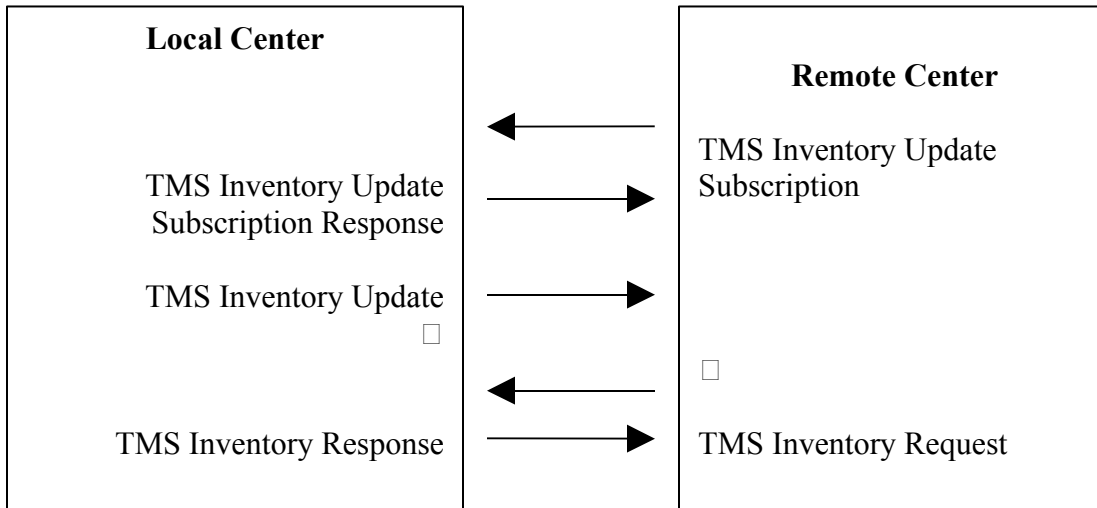 Local Center
TMS Inventory Update
Subscription Response
TMS Inventory Update
TMS Inventory Response
Remote Center
TMS Inventory Update
Subscription
TMS Inventory Request